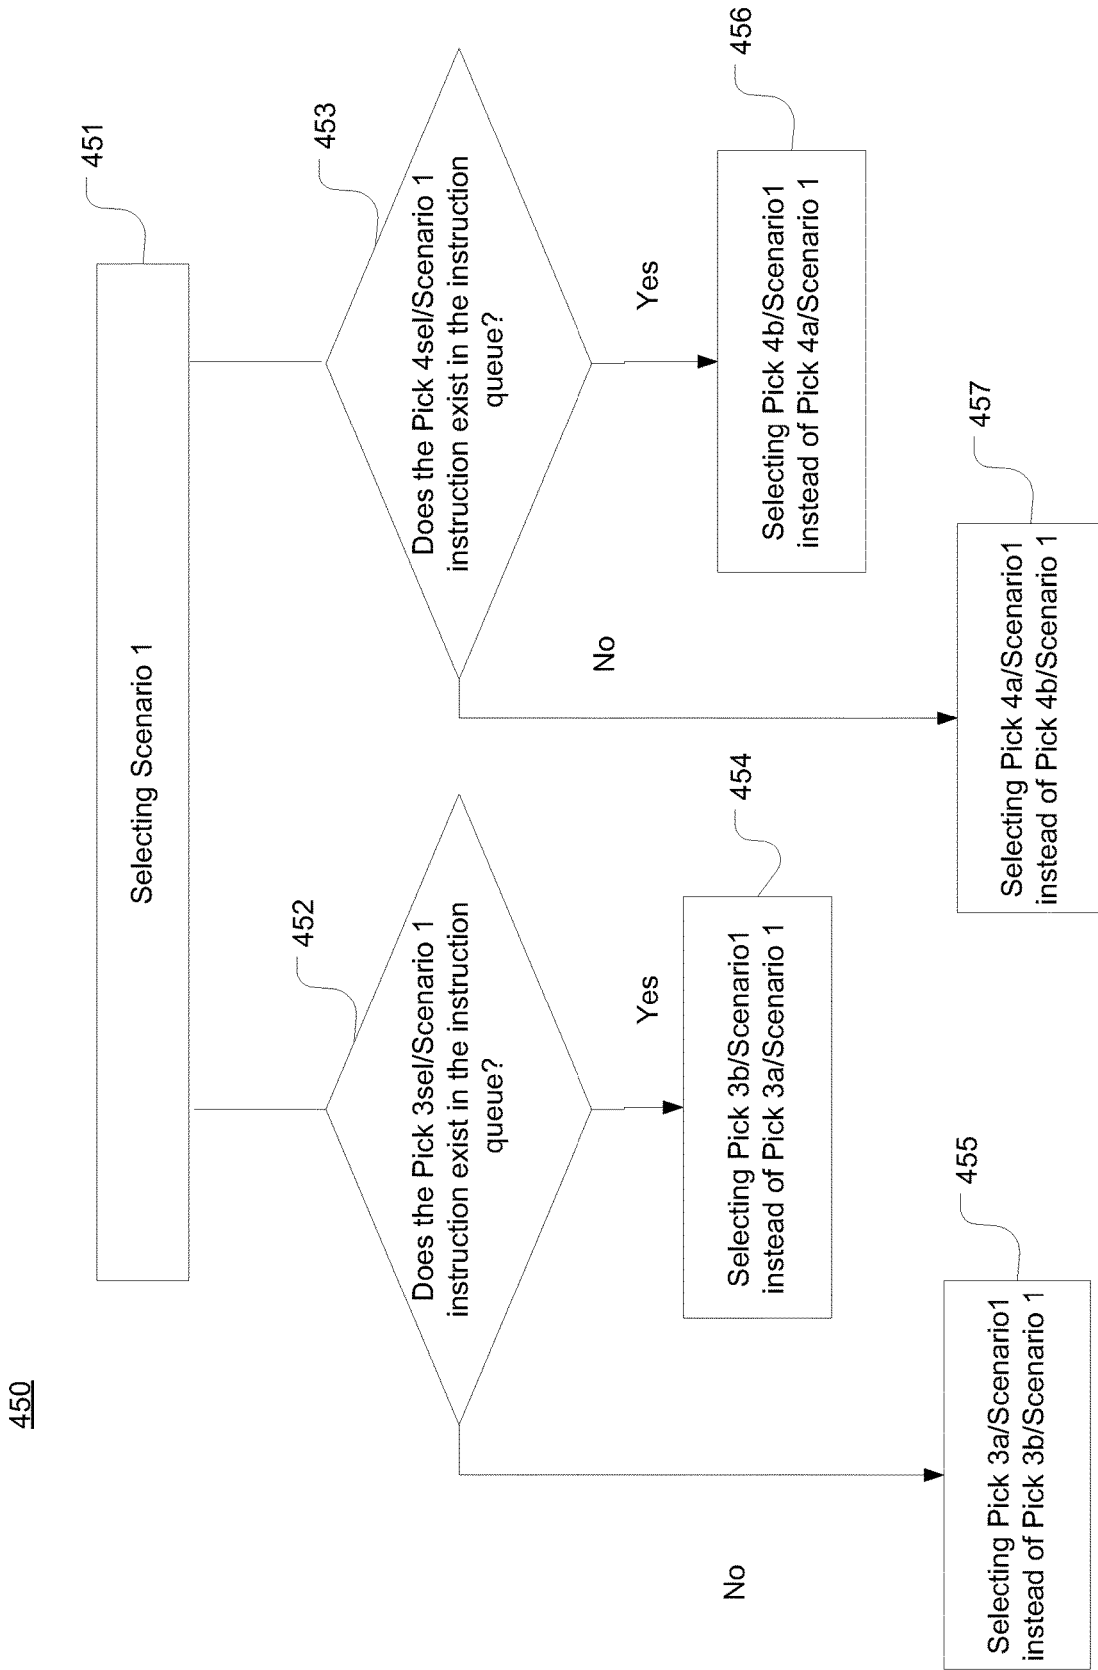 450
Selecting Scenario 1
451
Does the Pick 3sel/Scenario 1
instruction exist in the instruction
queue?
452
Does the Pick 4sel/Scenario 1
instruction exist in the instruction
queue?
453
No
Yes
Selecting Pick 3b/Scenario1
instead of Pick 3a/Scenario 1
454
No
Yes
Selecting Pick 4b/Scenario1
instead of Pick 4a/Scenario 1
456
Selecting Pick 3a/Scenario1
instead of Pick 3b/Scenario 1
455
Selecting Pick 4a/Scenario1
instead of Pick 4b/Scenario 1
457